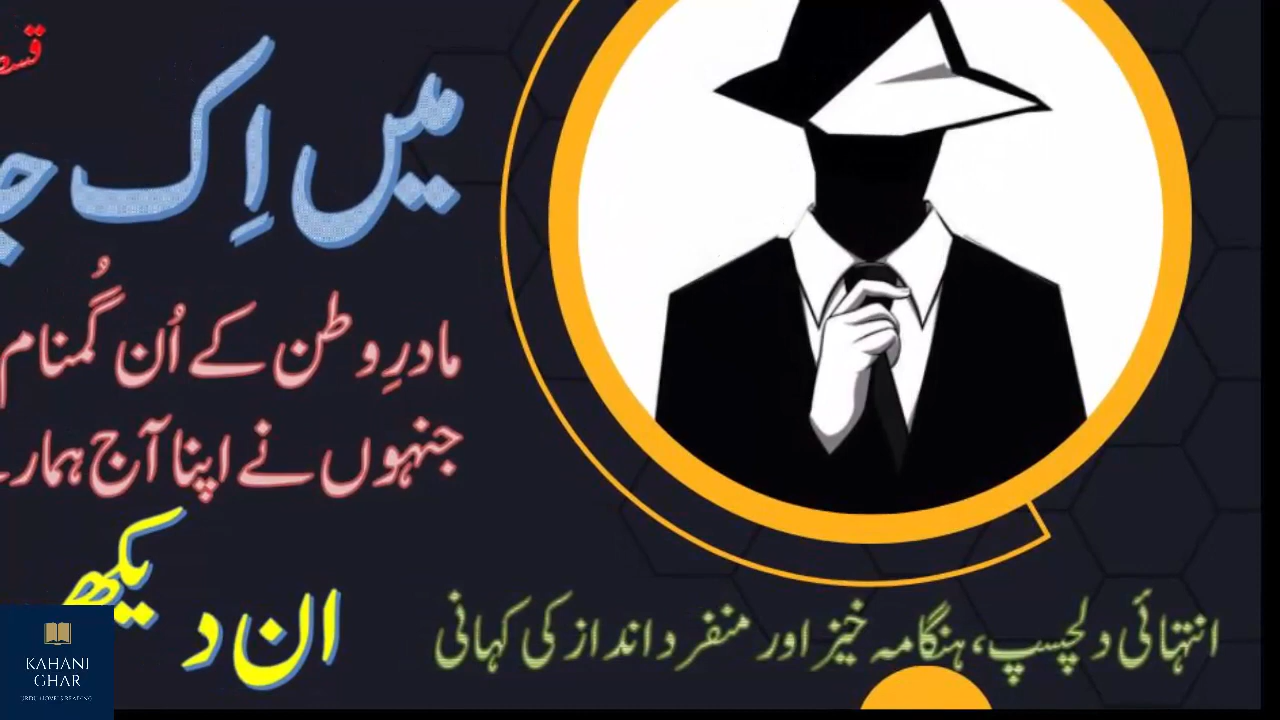 میں اِک
مادرِ وطن کے اُن گُمنام
جنہوں نے اپنا آج
ان دیکھ
انتہائی دلچسپ، ہنگامہ خیز اور منفرد انداز کی کہانی
KAHANI
GHAR